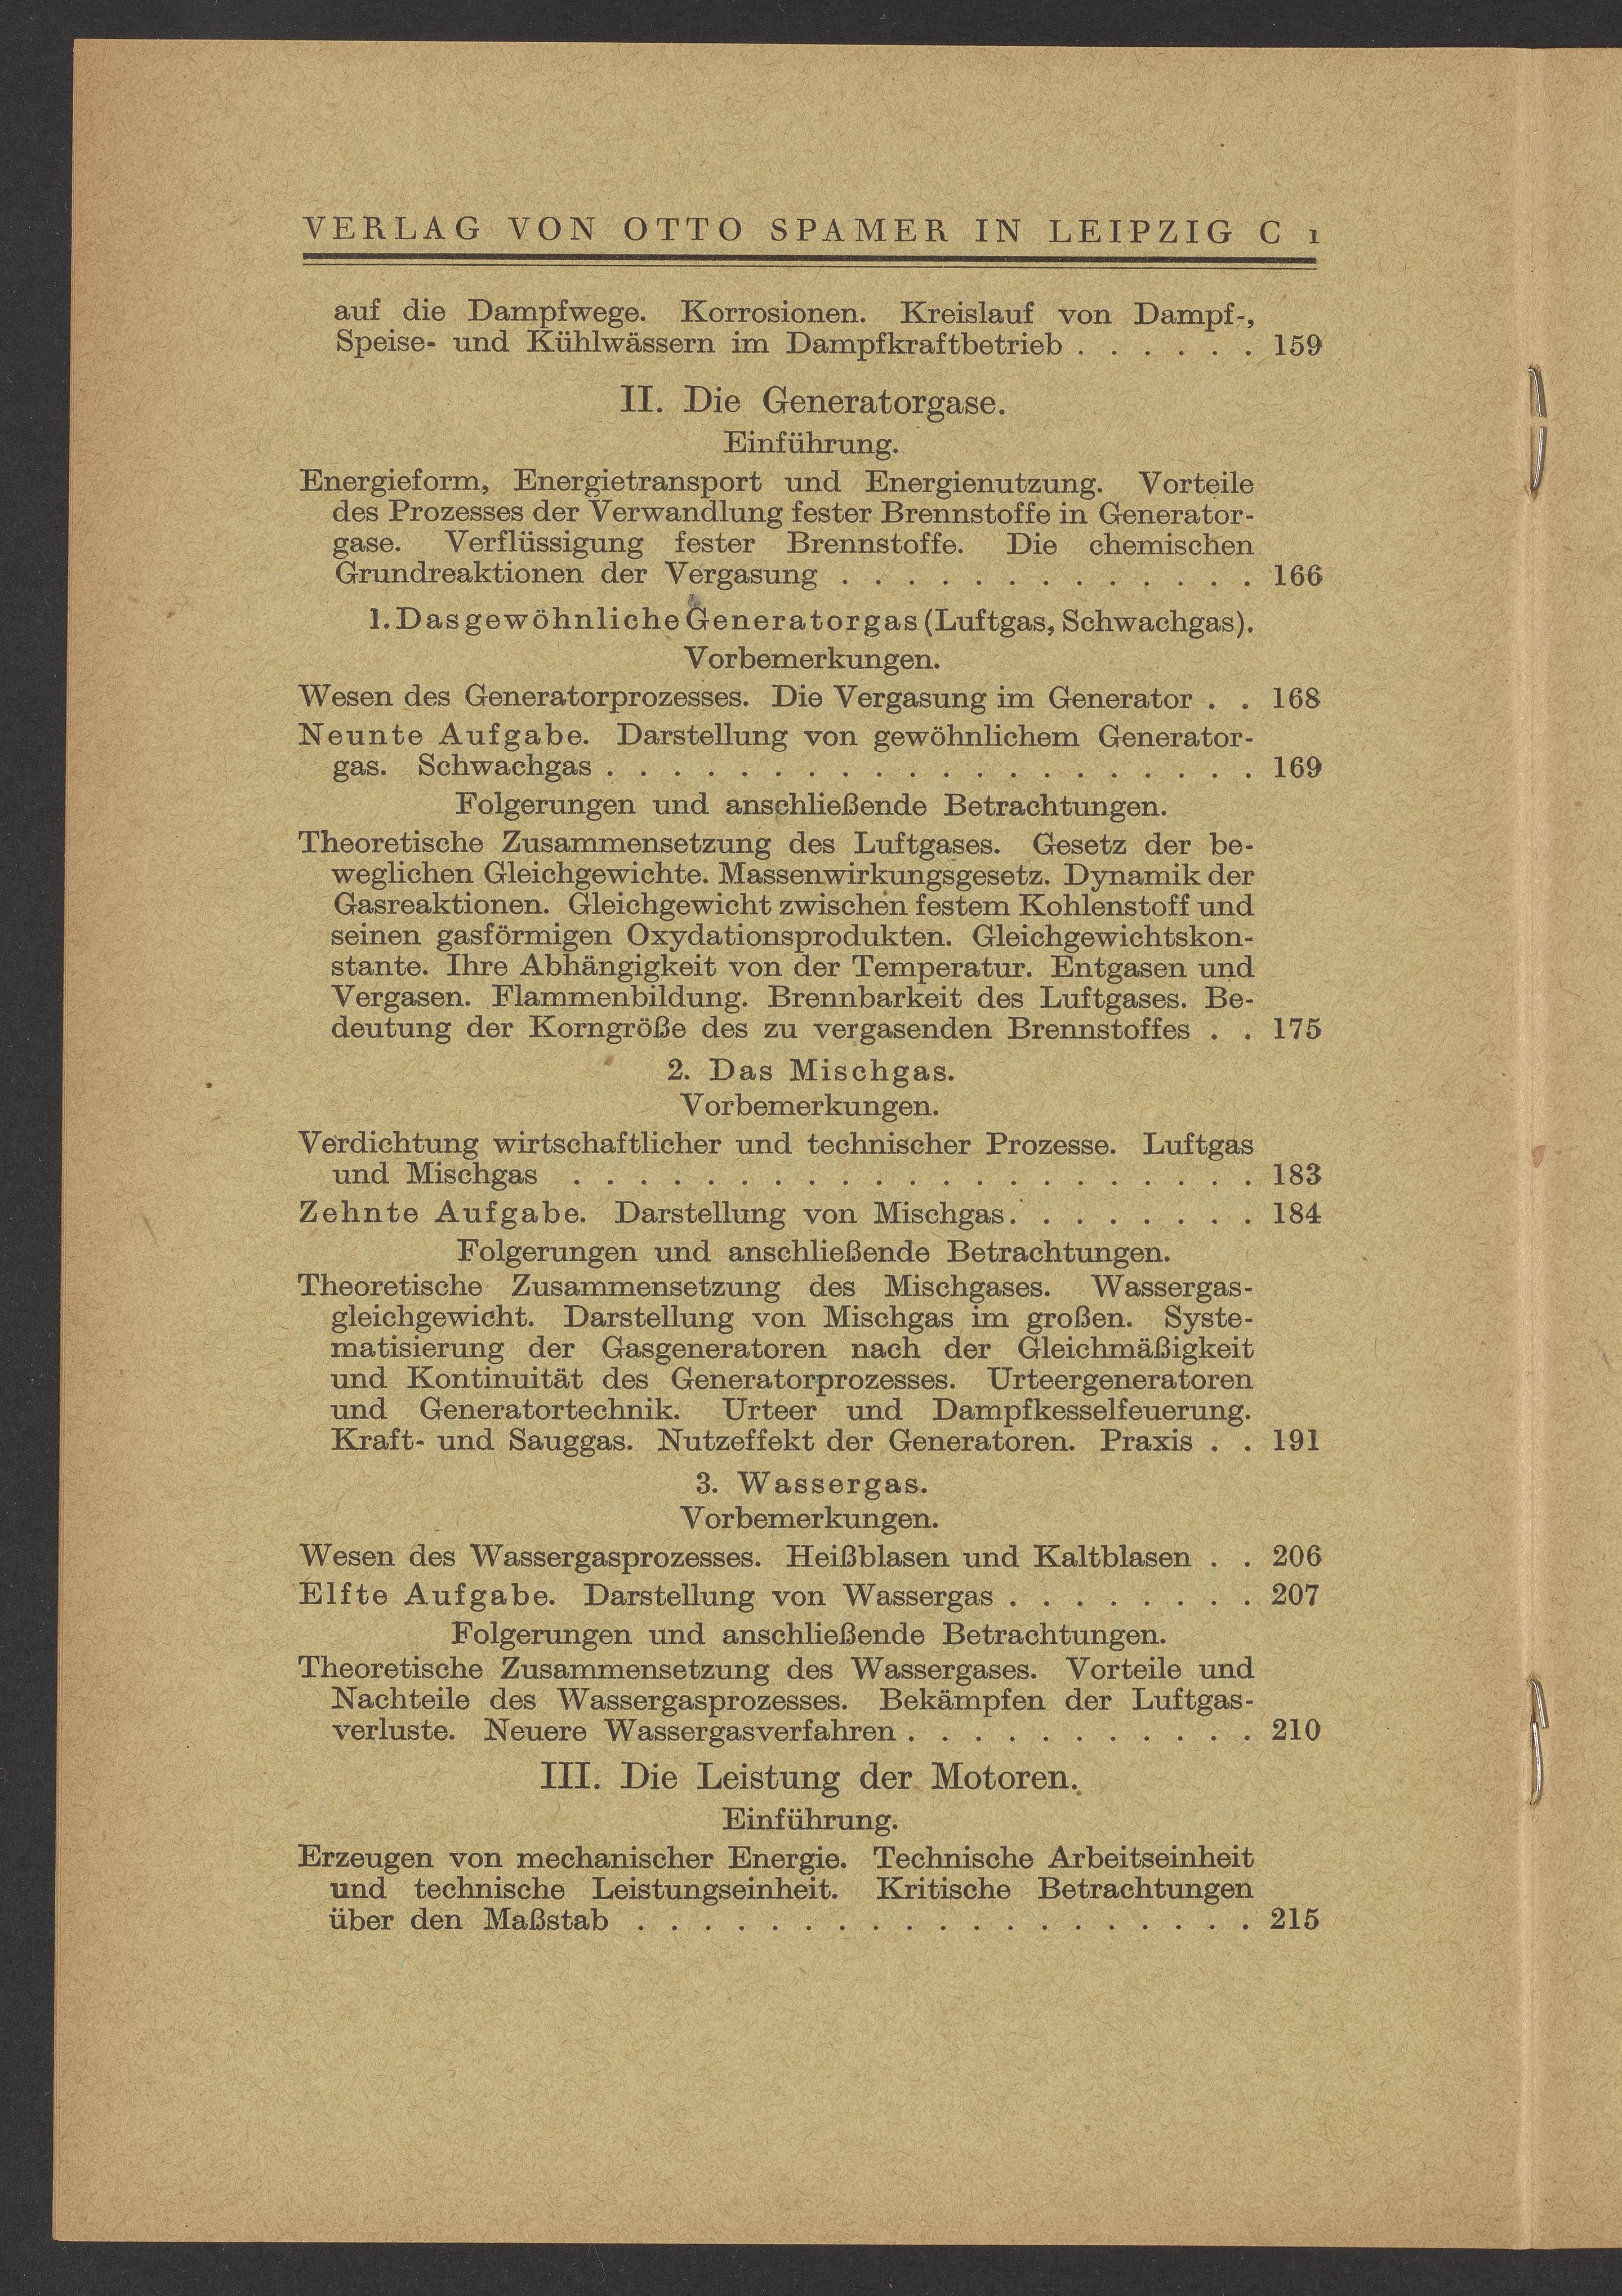 VERLAG VON OTTO SPAMER IN LEIPZIG C 1
auf die Dampfwege. Korrosionen. Kreislauf von Dampf-,
Speise- und Kühlwässern im Dampfkraftbetrieb . . . . . . 159
II. Die Generatorgase.
Einführung.
Energieform, Energietransport und Energienutzung. Vorteile
des Prozesses der Verwandlung fester Brennstoffe in Generator-
gase. Verflüssigung fester Brennstoffe. Die chemischen
Grundreaktionen der Vergasung . . . . . . . . . . . . . 166
1. Das gewöhnliche Generatorgas (Luftgas, Schwachgas).
Vorbemerkungen.
Wesen des Generatorprozesses. Die Vergasung im Generator . . 168
Neunte Aufgabe. Darstellung von gewöhnlichem Generator-
gas. Schwachgas . . . . . . . . . . . . . . . . . . . . 169
Folgerungen und anschließende Betrachtungen.
Theoretische Zusammensetzung des Luftgases. Gesetz der be-
weglichen Gleichgewichte. Massenwirkungsgesetz. Dynamik der
Gasreaktionen. Gleichgewicht zwischen festem Kohlenstoff und
seinen gasförmigen Oxydationsprodukten. Gleichgewichtskon-
stante. Ihre Abhängigkeit von der Temperatur. Entgasen und
Vergasen. Flammenbildung. Brennbarkeit des Luftgases. Be-
deutung der Korngröße des zu vergasenden Brennstoffes . . 175
2. Das Mischgas.
Vorbemerkungen.
Verdichtung wirtschaftlicher und technischer Prozesse. Luftgas
und Mischgas . . . . . . . . . . . . . . . . . . . . . 183
Zehnte Aufgabe. Darstellung von Mischgas. . . . . . . . 184
Folgerungen und anschließende Betrachtungen.
Theoretische Zusammensetzung des Mischgases. Wassergas-
gleichgewicht. Darstellung von Mischgas im großen. Syste-
matisierung der Gasgeneratoren nach der Gleichmäßigkeit
und Kontinuität des Generatorprozesses. Urteergeneratoren
und Generatortechnik. Urteer und Dampfkesselfeuerung.
Kraft- und Sauggas. Nutzeffekt der Generatoren. Praxis . . 191
3. Wassergas.
Vorbemerkungen.
Wesen des Wassergasprozesses. Heißblasen und Kaltblasen . . 206
Elfte Aufgabe. Darstellung von Wassergas . . . . . . . . 207
Folgerungen und anschließende Betrachtungen.
Theoretische Zusammensetzung des Wassergases. Vorteile und
Nachteile des Wassergasprozesses. Bekämpfen der Luftgas-
verluste. Neuere Wassergasverfahren . . . . . . . . . . . 210
III. Die Leistung der Motoren.
Einführung.
Erzeugen von mechanischer Energie. Technische Arbeitseinheit
und technische Leistungseinheit. Kritische Betrachtungen
über den Maßstab . . . . . . . . . . . . . . . . . . . 215